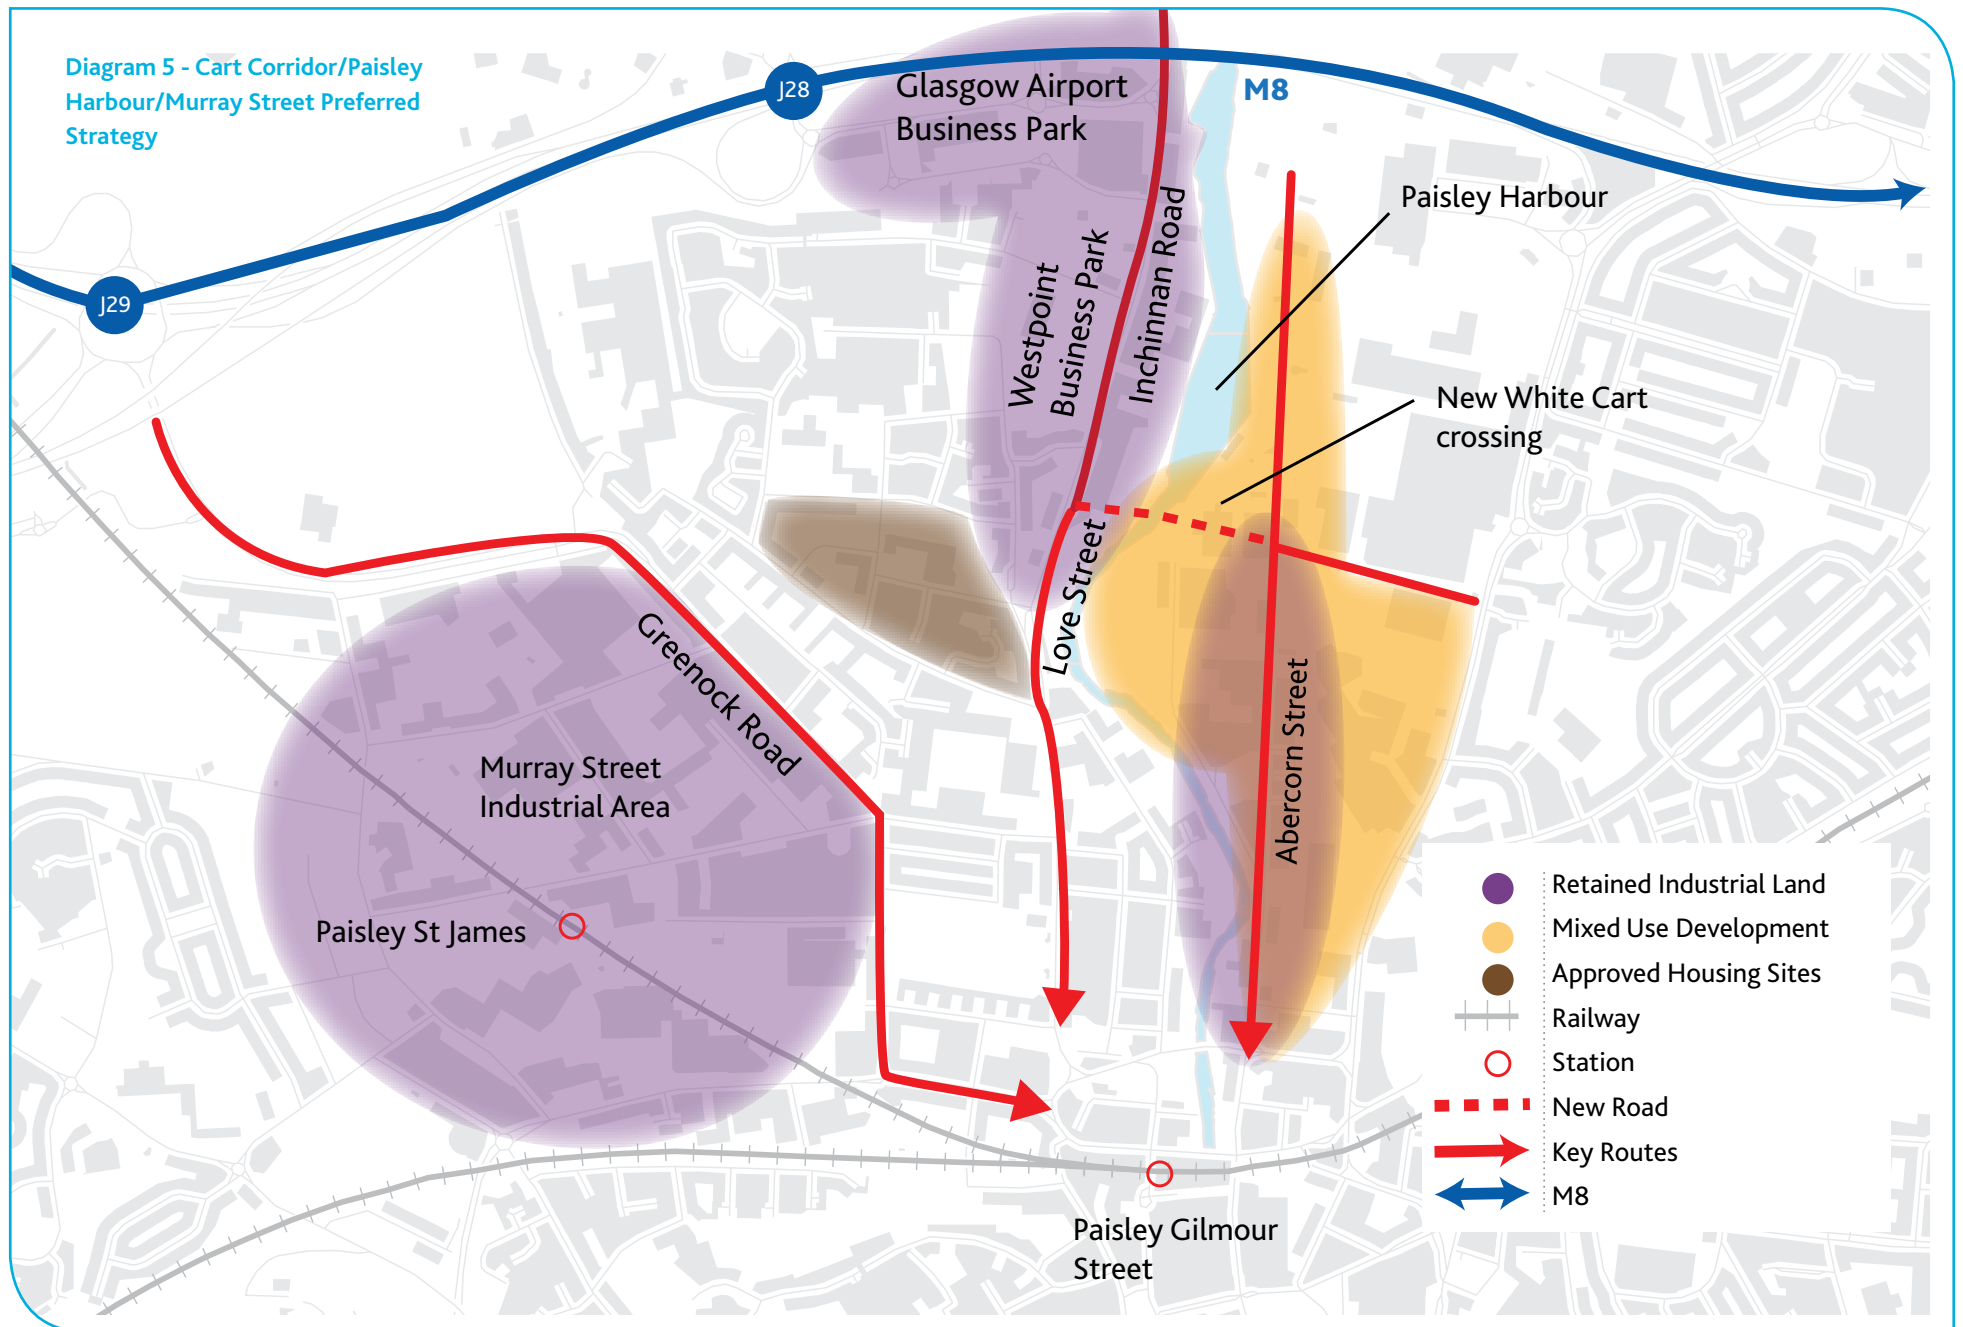 Diagram 5 - Cart Corridor/Paisley
Harbour/Murray Street Preferred
Strategy
J28
M8
Glasgow Airport
Business Park
Paisley Harbour
J29
Westpoint
Business Park
Inchinnan Road
New White Cart
crossing
Love Street
Greenock Road
Murray Street
Industrial Area
Abercorn Street
Paisley St James
Paisley Gilmour
Street
Retained Industrial Land
Mixed Use Development
Approved Housing Sites
Railway
Station
New Road
Key Routes
M8